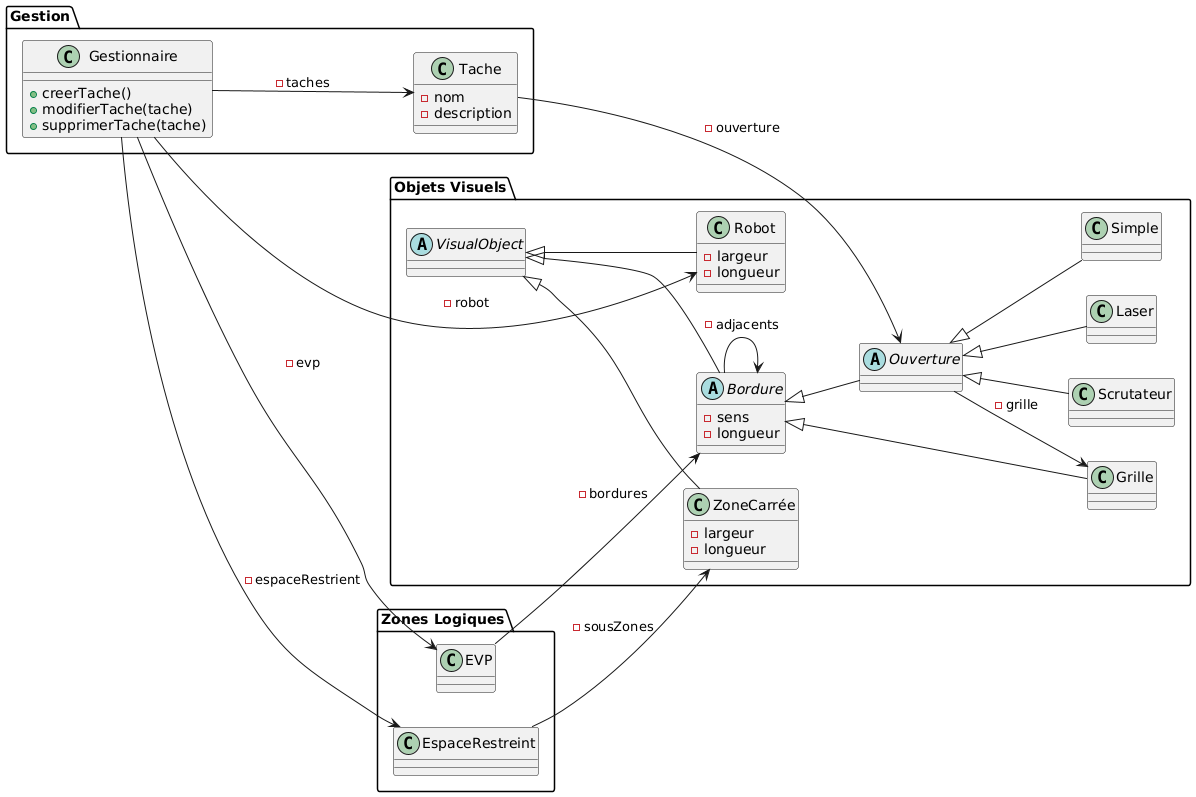 Gestion
C Gestionnaire
creerTache()
modifierTache(tache)
supprimerTache(tache)
taches
C Tache
nom
description
ouverture
Objets Visuels
A VisualObject
C Robot
largeur
longueur
C Simple
robot
adjacents
C Laser
evp
A Ouverture
A Bordure
sens
longueur
C Scrutateur
grille
C Grille
bordures
C ZoneCarrée
largeur
longueur
espaceRestrient
Zones Logiques
sousZones
C EVP
C EspaceRestreint